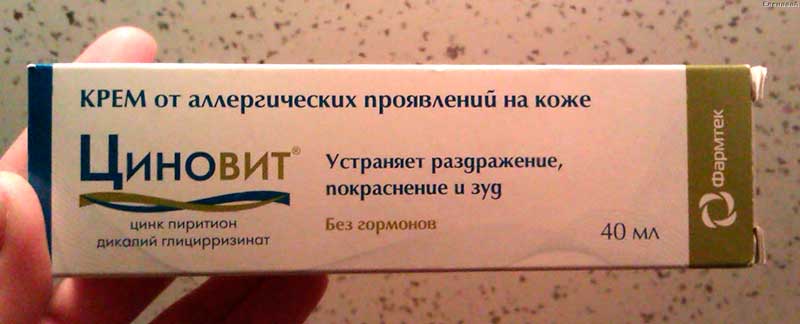 КРЕМ от аллергических проявлений на коже
Циновит®
цинк пиритион
дикалий глицирризинат
Устраняет раздражение,
покраснение и зуд
Без гормонов
40 мл
Фармтек